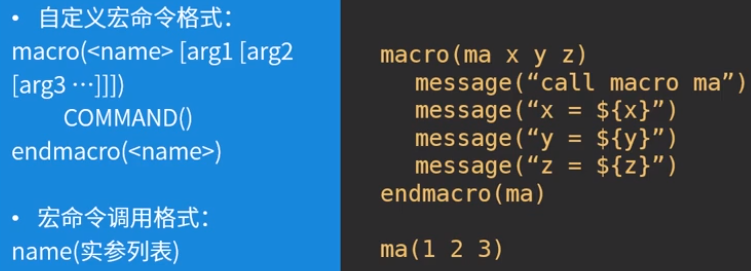 • 自定义宏命令格式：
macro(<name> [arg1 [arg2
[arg3 …]]])
COMMAND()
endmacro(<name>)
• 宏命令调用格式：
name(实参列表)
macro(ma x y z)
message(“call macro ma”)
message(“x = ${x}”)
message(“y = ${y}”)
message(“z = ${z}”)
endmacro(ma)
ma(1 2 3)